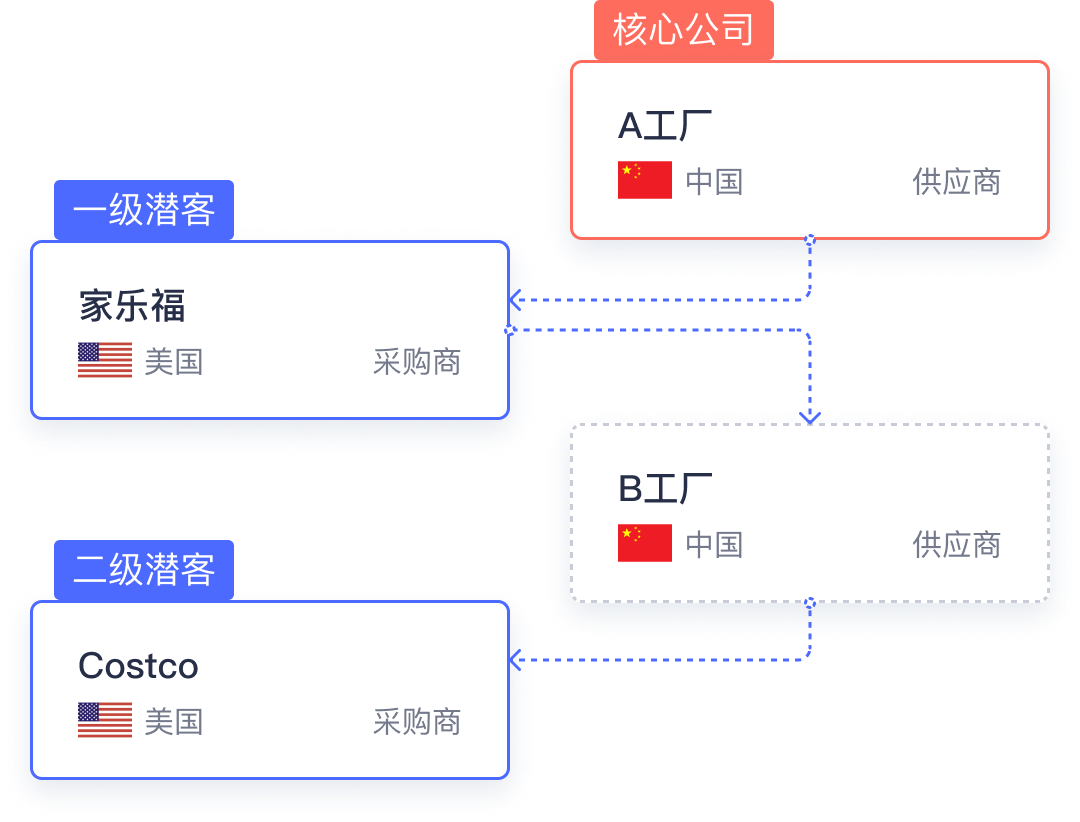 核心公司
A工厂
中国 供应商
一级潜客
家乐福
美国 采购商
B工厂
中国 供应商
二级潜客
Costco
美国 采购商